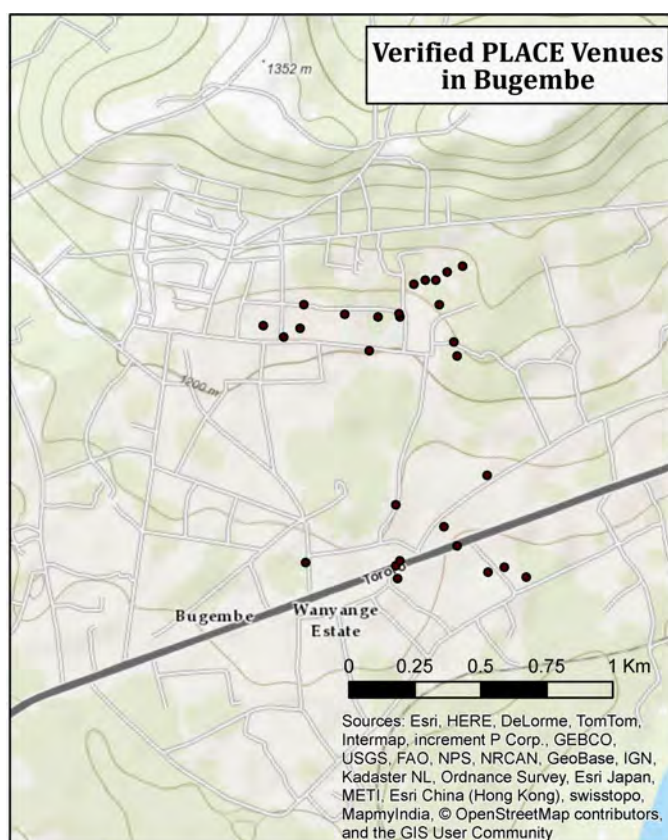 Verified PLACE Venues
in Bugembe
1352 m
1200 m
Tororo
Bugembe
Wanyange
Estate
0 0.25 0.5 0.75 1 Km
Sources: Esri, HERE, DeLorme, TomTom,
Intermap, increment P Corp., GEBCO,
USGS, FAO, NPS, NRCAN, GeoBase, IGN,
Kadaster NL, Ordnance Survey, Esri Japan,
METI, Esri China (Hong Kong), swisstopo,
MapmyIndia, © OpenStreetMap contributors,
and the GIS User Community